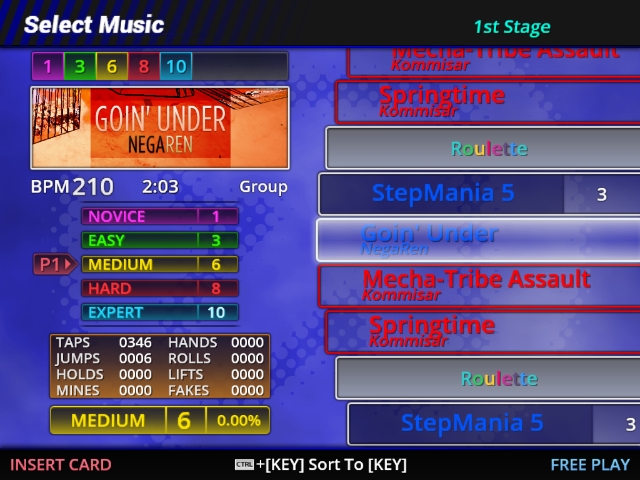 Select Music
1st Stage
1 3 6 8 10
GOIN' UNDER
NEGAREN
BPM 210 2:03 Group
NOVICE 1
EASY 3
P1 MEDIUM 6
HARD 8
EXPERT 10
TAPS 0346 HANDS 0000
JUMPS 0006 ROLLS 0000
HOLDS 0000 LIFTS 0000
MINES 0000 FAKES 0000
MEDIUM 6 0.00%
Mecha-Tribe Assault
Kommisar
Springtime
Kommisar
Roulette
StepMania 5 3
Goin' Under
NegaRen
Mecha-Tribe Assault
Kommisar
Springtime
Kommisar
Roulette
StepMania 5 3
INSERT CARD
CTRL +[KEY] Sort To [KEY]
FREE PLAY